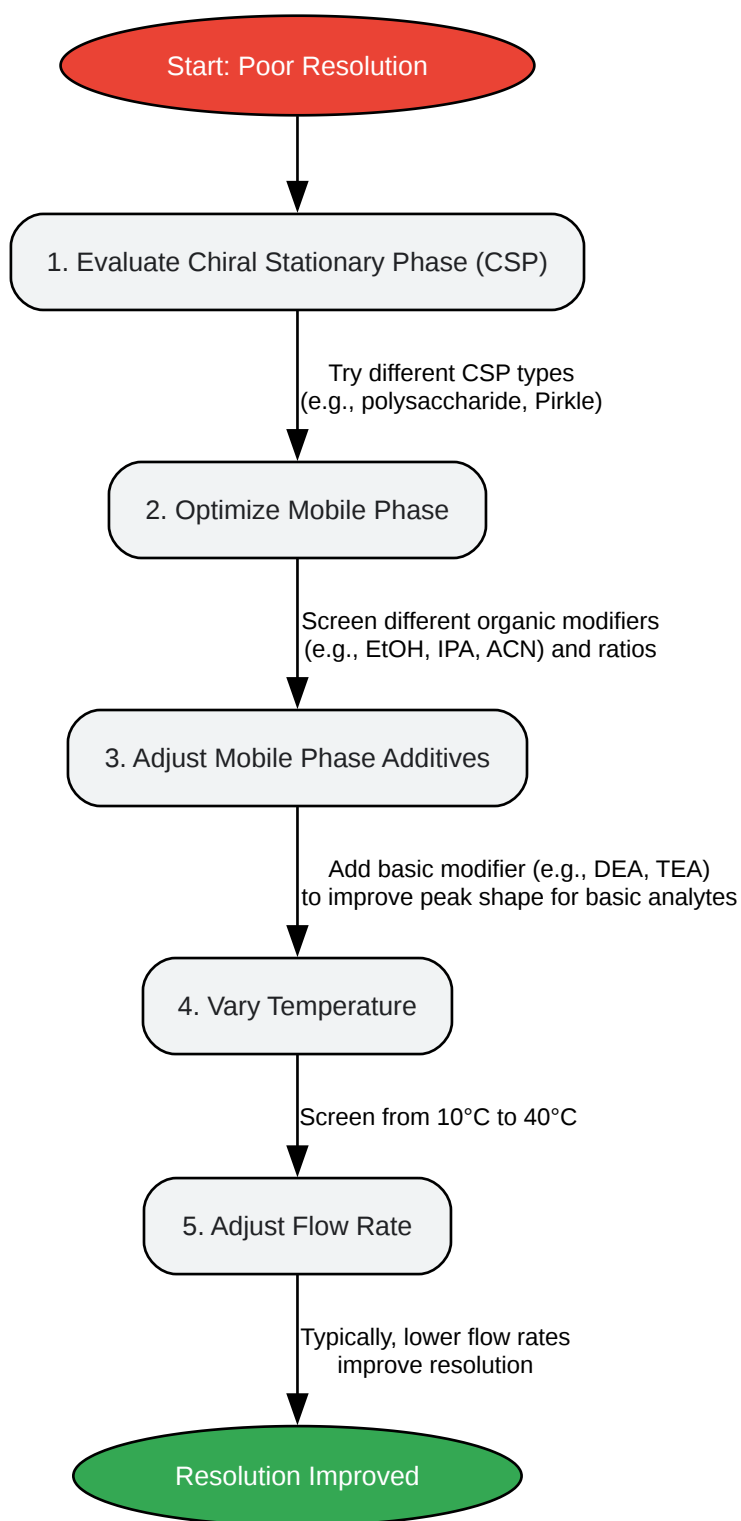 Start: Poor Resolution
1. Evaluate Chiral Stationary Phase (CSP)
Try different CSP types
(e.g., polysaccharide, Pirkle)
2. Optimize Mobile Phase
Screen different organic modifiers
(e.g., EtOH, IPA, ACN) and ratios
3. Adjust Mobile Phase Additives
Add basic modifier (e.g., DEA, TEA)
to improve peak shape for basic analytes
4. Vary Temperature
Screen from 10°C to 40°C
5. Adjust Flow Rate
Typically, lower flow rates
improve resolution
Resolution Improved